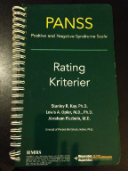 PANSS
Positive and Negative Syndrome Scale
Rating
Kriterier
Stanley R. Kay, Ph.D.
Lewis A. Opler, M.D., Ph.D.
Abraham Fiszbein, M.D.